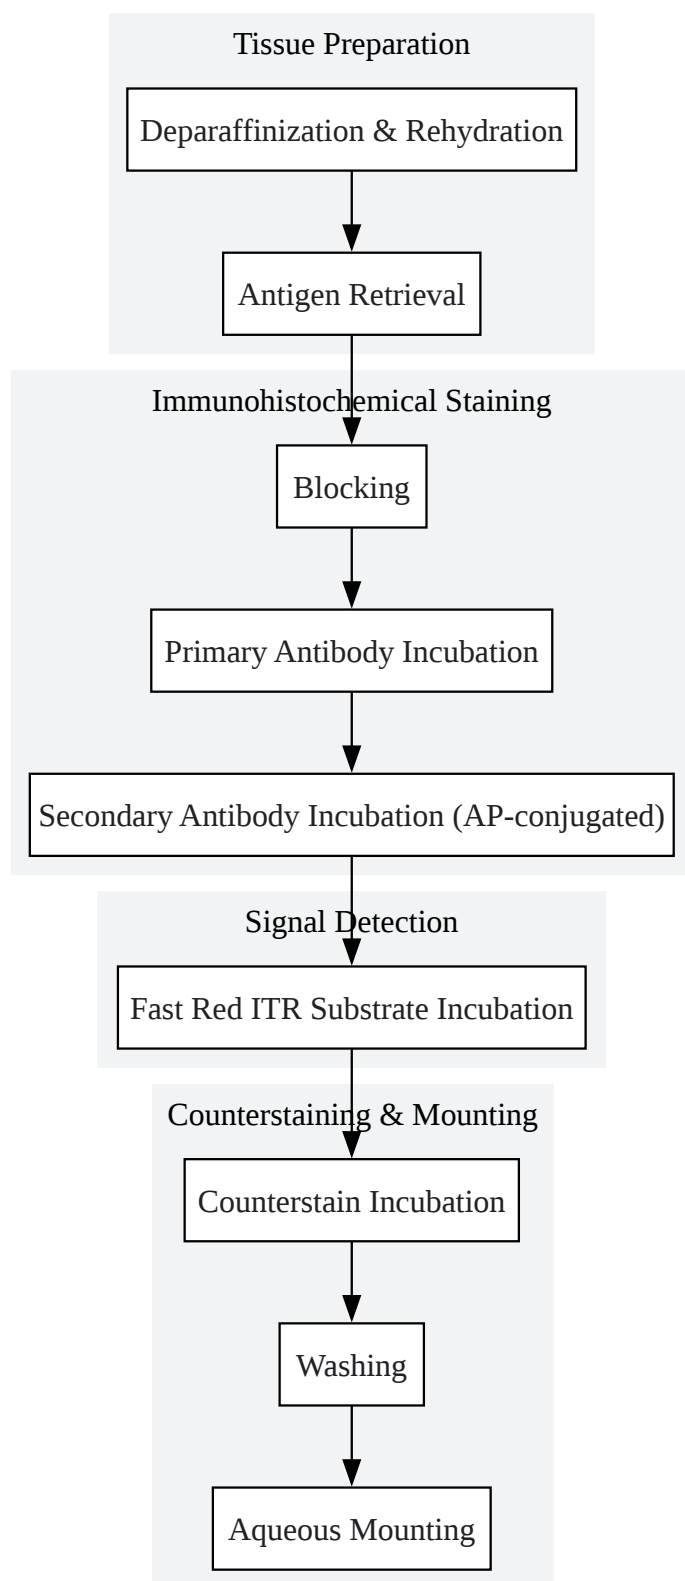 Tissue Preparation
Deparaffinization & Rehydration
Antigen Retrieval
Immunohistochemical Staining
Blocking
Primary Antibody Incubation
Secondary Antibody Incubation (AP-conjugated)
Signal Detection
Fast Red ITR Substrate Incubation
Counterstaining & Mounting
Counterstain Incubation
Washing
Aqueous Mounting